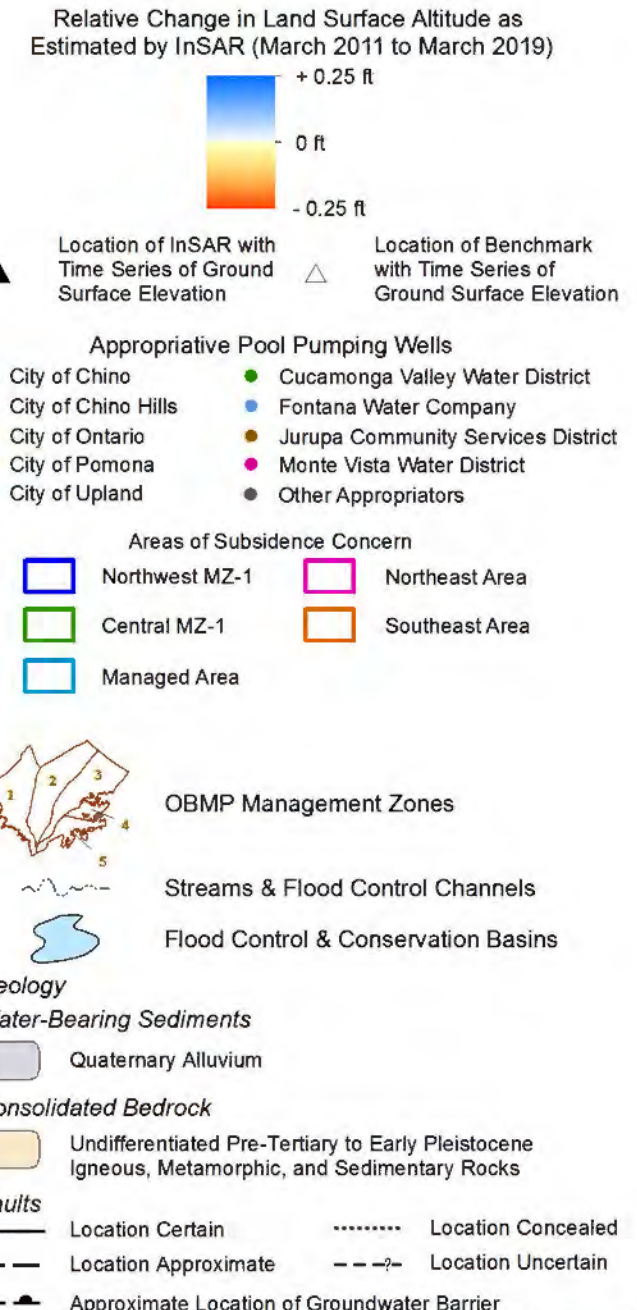 Relative Change in Land Surface Altitude as
Estimated by InSAR (March 2011 to March 2019)
+ 0.25 ft
0 ft
- 0.25 ft
Location of InSAR with
Time Series of Ground
Surface Elevation
Location of Benchmark
with Time Series of
Ground Surface Elevation
Appropriative Pool Pumping Wells
City of Chino
City of Chino Hills
City of Ontario
City of Pomona
City of Upland
Cucamonga Valley Water District
Fontana Water Company
Jurupa Community Services District
Monte Vista Water District
Other Appropriators
Areas of Subsidence Concern
Northwest MZ-1
Northeast Area
Central MZ-1
Southeast Area
Managed Area
1
2
3
4
5
OBMP Management Zones
Streams & Flood Control Channels
Flood Control & Conservation Basins
eology
ater-Bearing Sediments
Quaternary Alluvium
onsolidated Bedrock
Undifferentiated Pre-Tertiary to Early Pleistocene
Igneous, Metamorphic, and Sedimentary Rocks
aults
Location Certain
Location Concealed
Location Approximate
?
Location Uncertain
Approximate Location of Groundwater Barrier